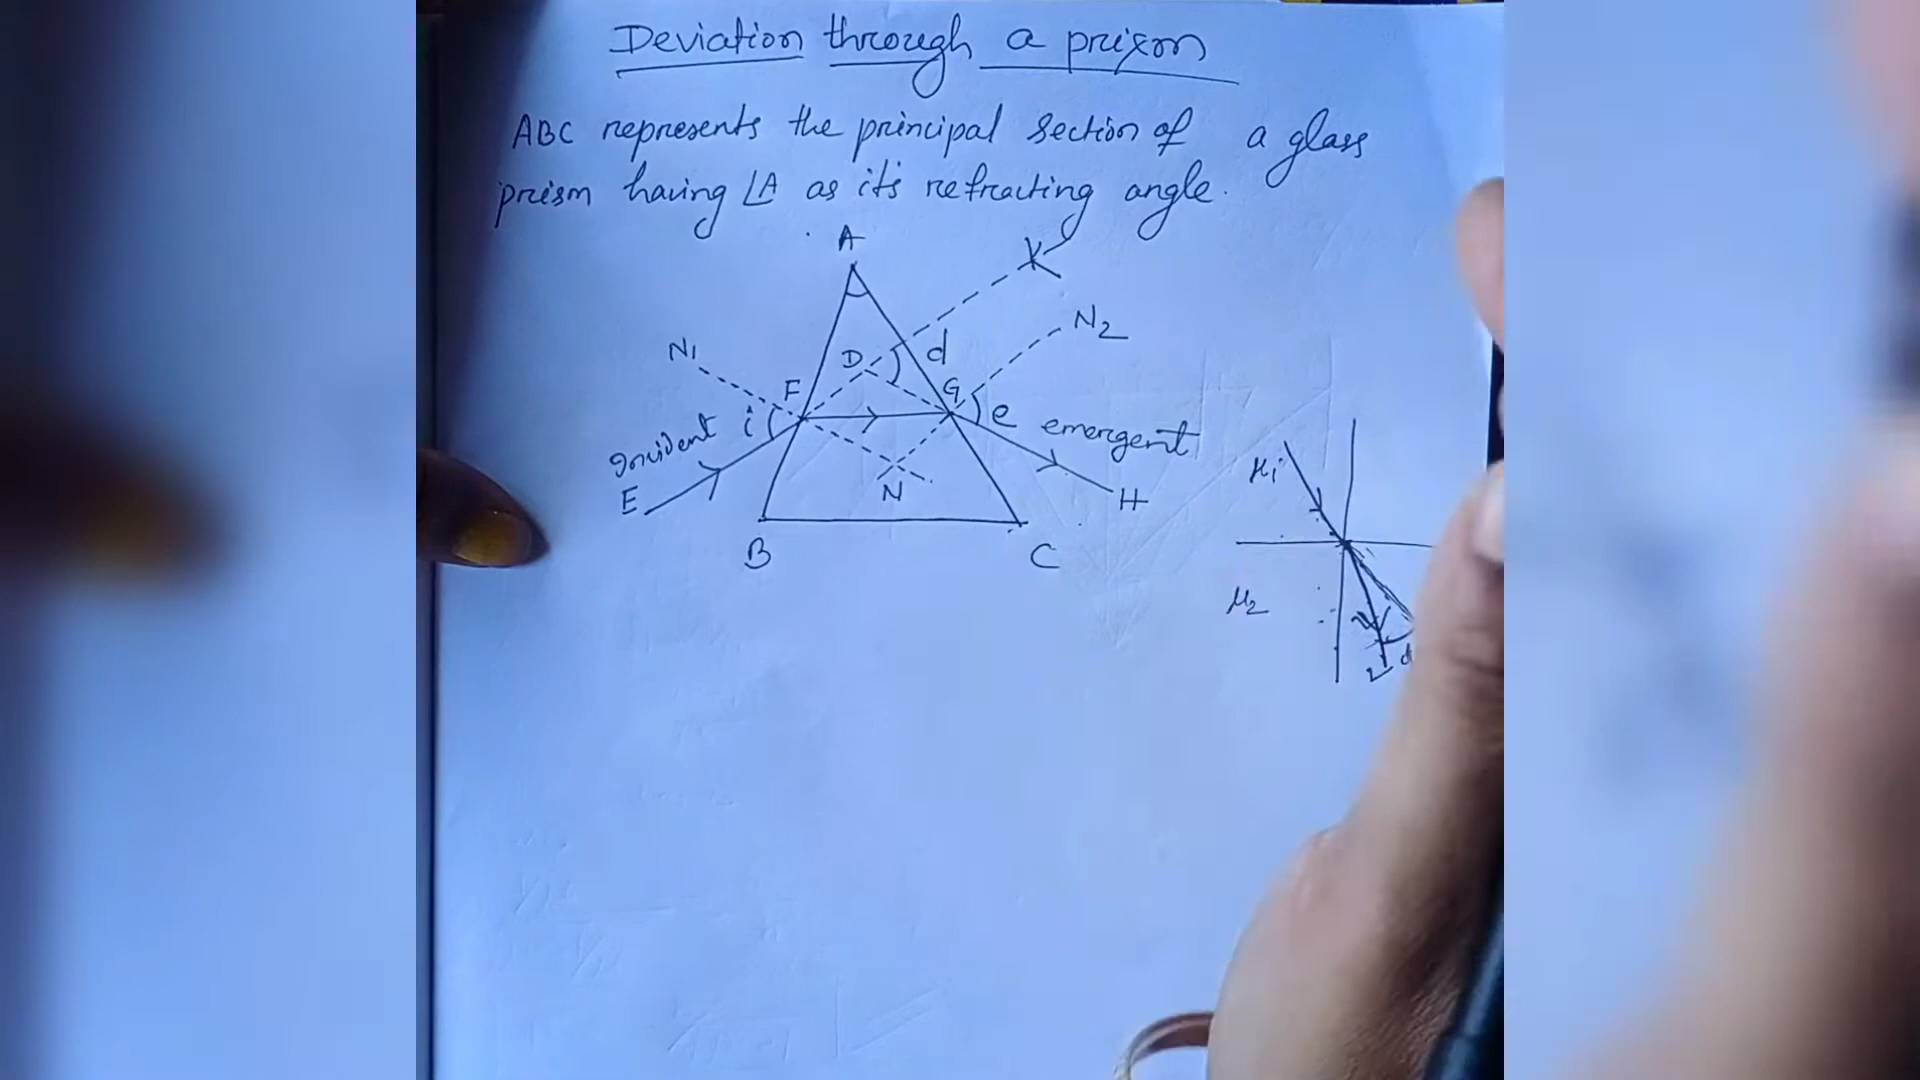 Deviation through a prism
ABC represents the principal section of a glass
prism having ∠A as its refracting angle.
A
K
N2
N1
D
d
F
G
i
e
Incident
emergent
E
N
H
B
C
μ1
μ2
d